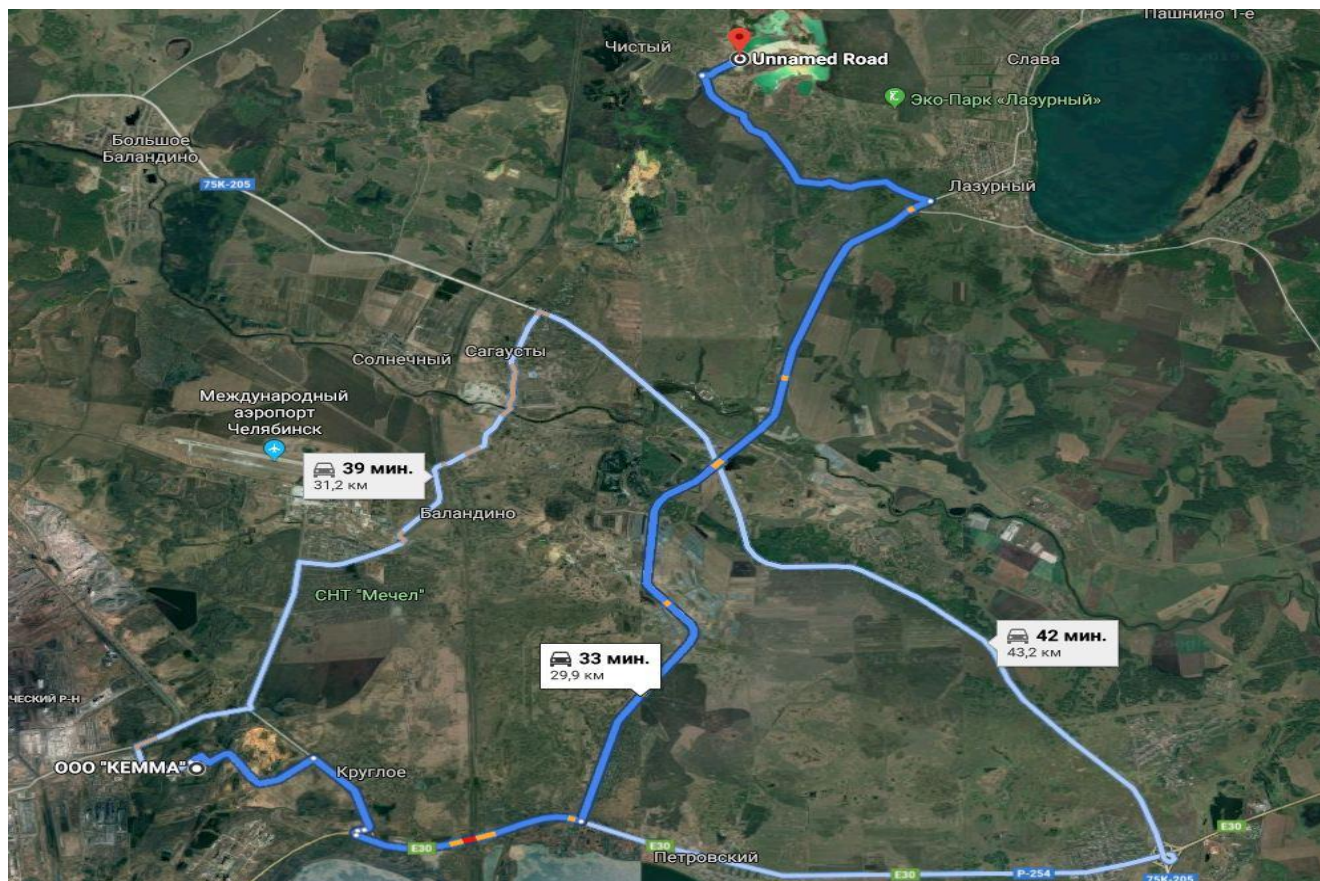 Пашнино 1-е
Чистый
Unnamed Road
Слава
Эко-Парк «Лазурный»
Большое
Баландино
75К-205
Лазурный
Солнечный
Сагаусты
Международный
аэропорт
Челябинск
39 мин.
31,2 км
Баландино
СНТ "Мечел"
42 мин.
43,2 км
33 мин.
29,9 км
ЧЕСКИЙ Р-Н
ООО "КЕММА"
Круглое
E30
E30
E30
Петровский
E30
Р-254
75К-205